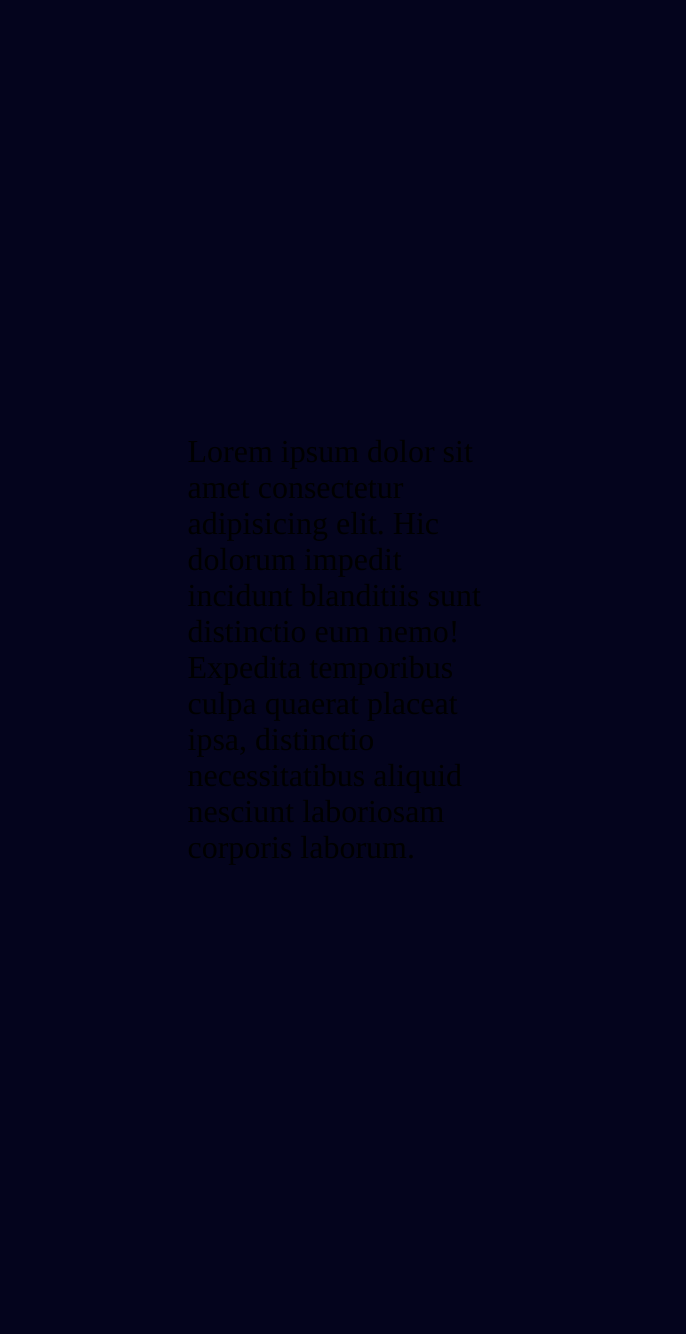 Lorem ipsum dolor sit
amet consectetur
adipisicing elit. Hic
dolorum impedit
incidunt blanditiis sunt
distinctio eum nemo!
Expedita temporibus
culpa quaerat placeat
ipsa, distinctio
necessitatibus aliquid
nesciunt laboriosam
corporis laborum.